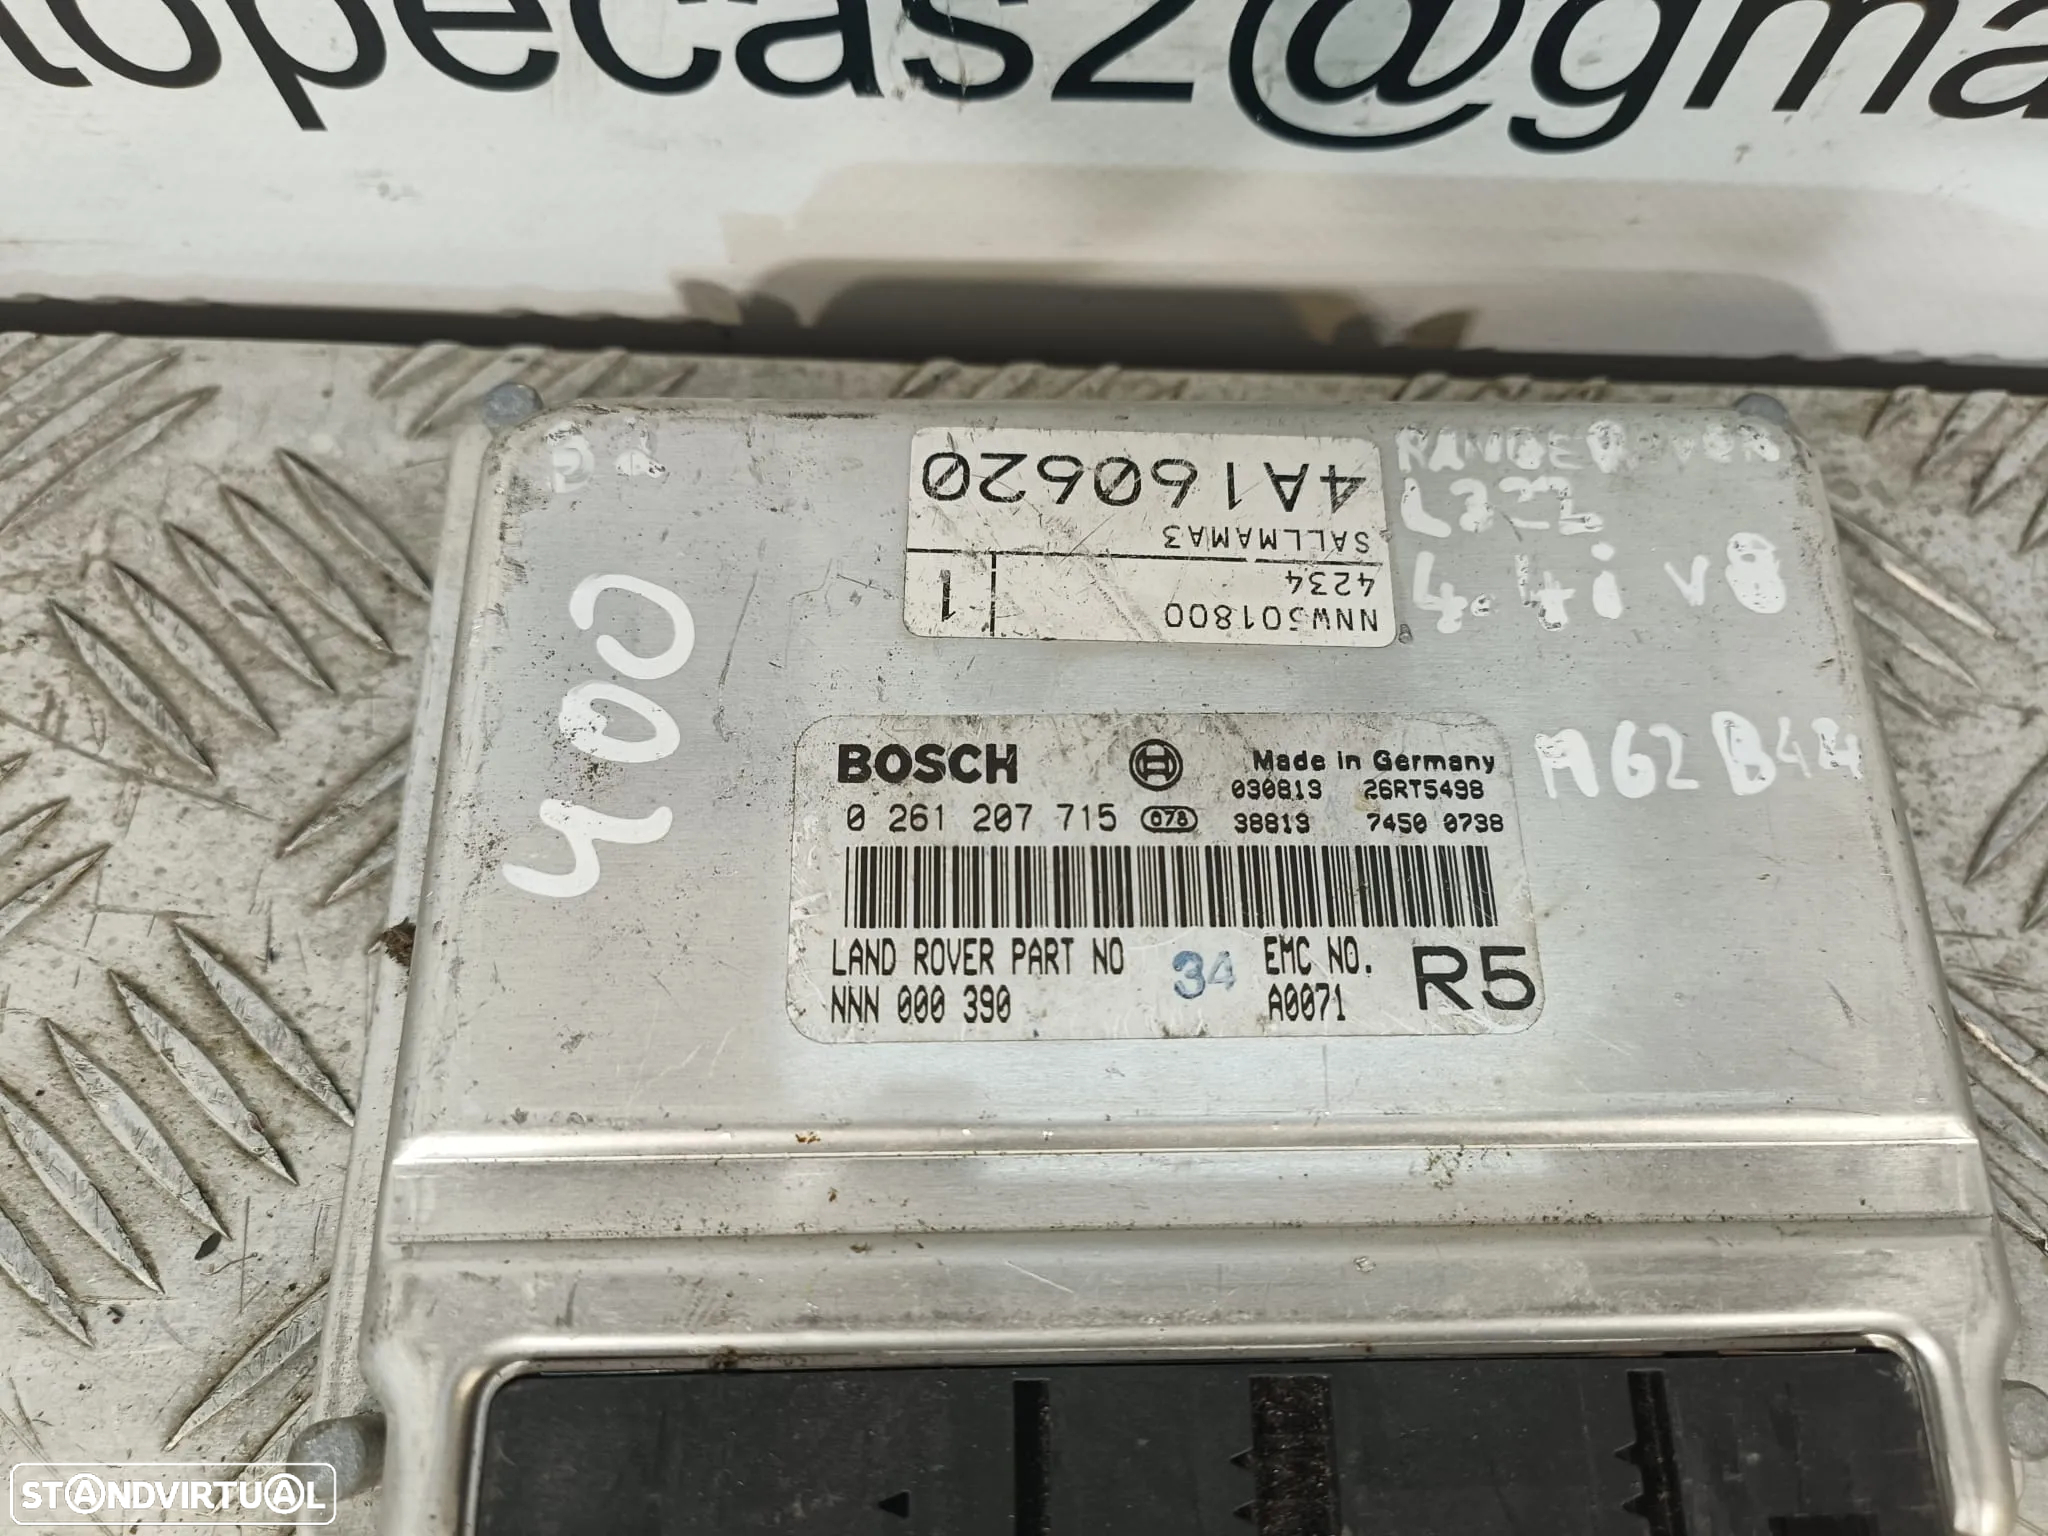 topecas2@gma
4A160620
SALLMAMA3
4234
NNW501800
1
RANGE ROVER
L322
4.4i V8
M62B44
400
BOSCH
Made in Germany
030813 26RT5498
0 261 207 715 078 38813 7450 0738
LAND ROVER PART NO 34 EMC NO. R5
NNN 000 390 A0071
STANDVIRTUAL